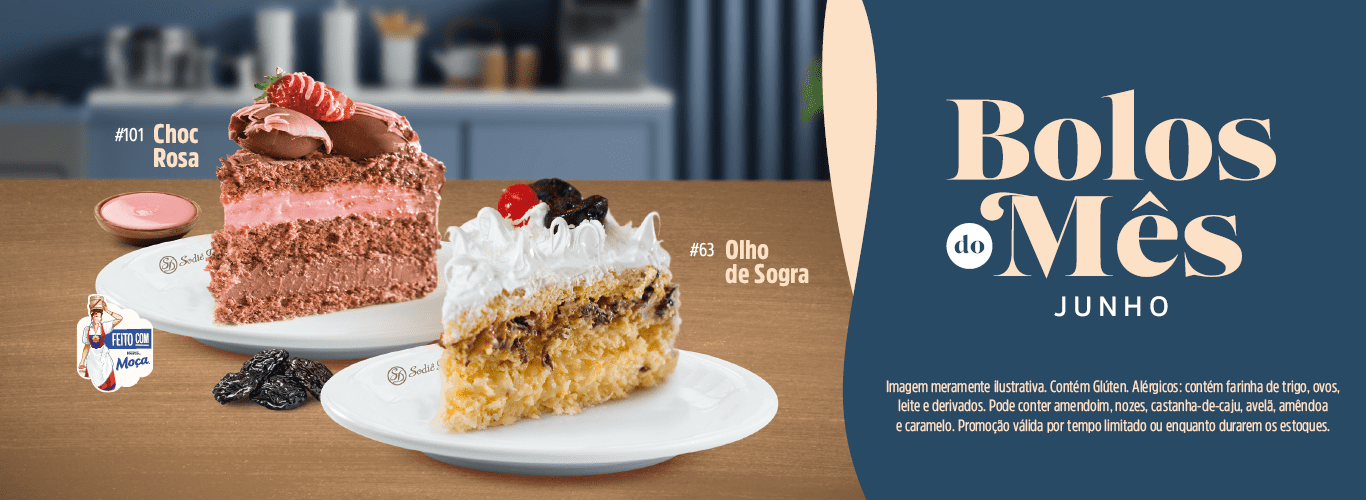 #101 Choc
Rosa
Sodiê
FEITO COM
Moça
#63 Olho
de Sogra
Sodiê
Bolos
do Mês
JUNHO
Imagem meramente ilustrativa. Contém Glúten. Alérgicos: contém farinha de trigo, ovos,
leite e derivados. Pode conter amendoim, nozes, castanha-de-caju, avelã, amêndoa
e caramelo. Promoção válida por tempo limitado ou enquanto durarem os estoques.